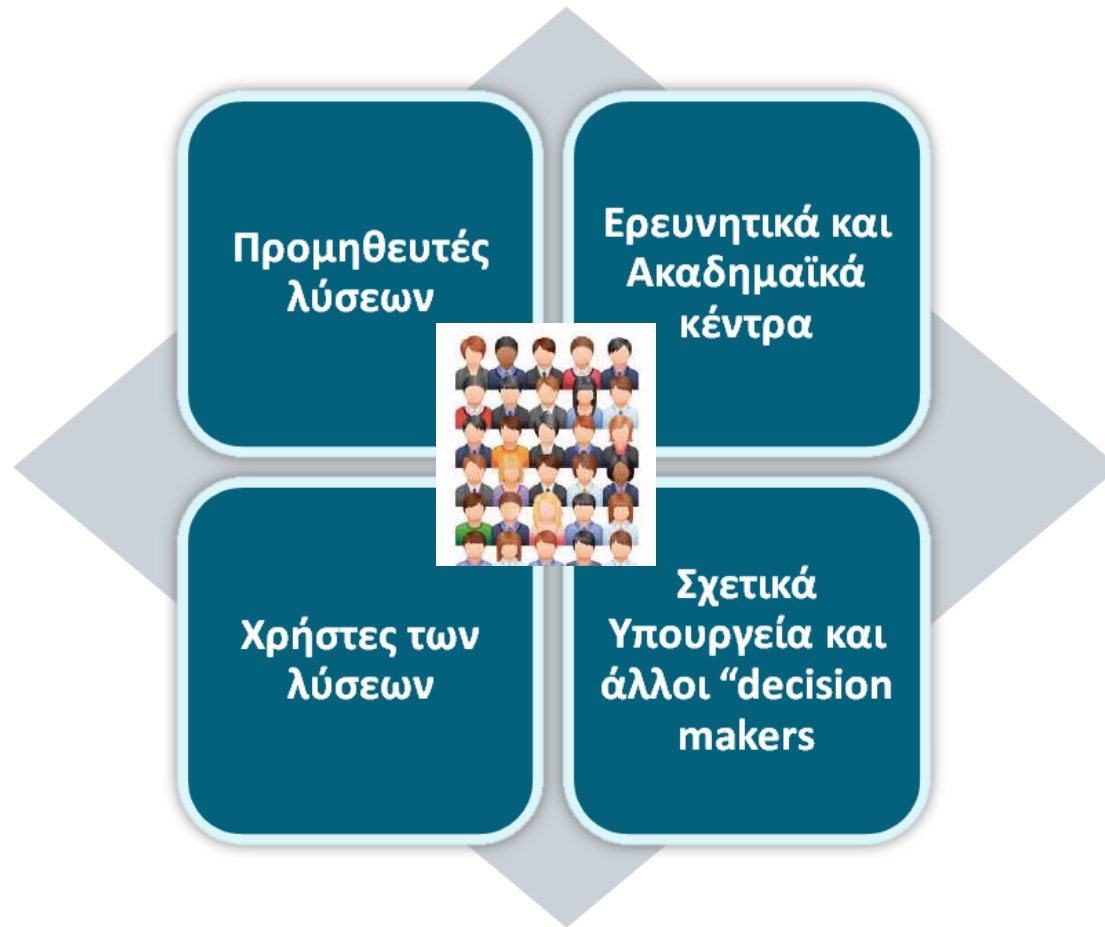 Προμηθευτές
λύσεων
Ερευνητικά και
Ακαδημαϊκά
κέντρα
Χρήστες των
λύσεων
Σχετικά
Υπουργεία και
άλλοι “decision
makers